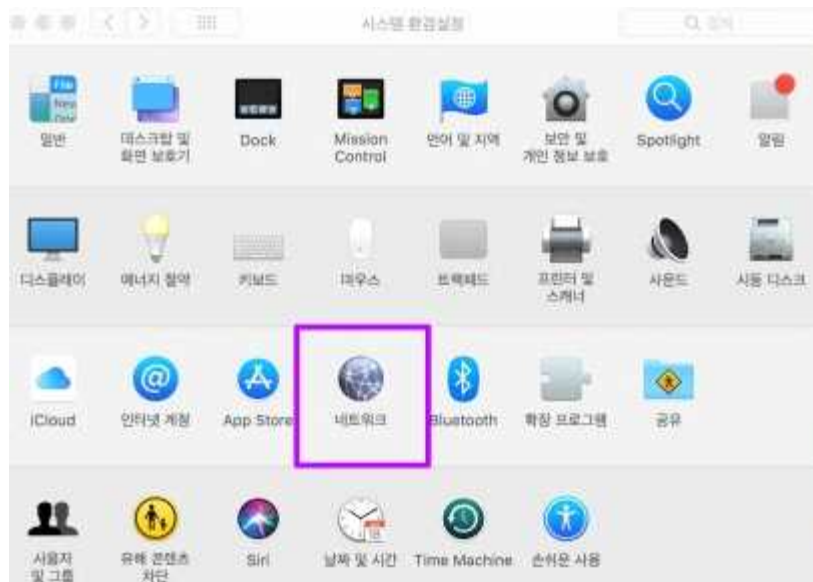 시스템 환경설정
검색
일반
데스크탑 및
화면 보호기
Dock
Mission
Control
언어 및 지역
보안 및
개인 정보 보호
Spotlight
알림
디스플레이
에너지 절약
키보드
마우스
트랙패드
프린터 및
스캐너
사운드
시동 디스크
iCloud
인터넷 계정
App Store
네트워크
Bluetooth
확장 프로그램
공유
사용자
및 그룹
유해 콘텐츠
차단
Siri
날짜 및 시간
Time Machine
손쉬운 사용